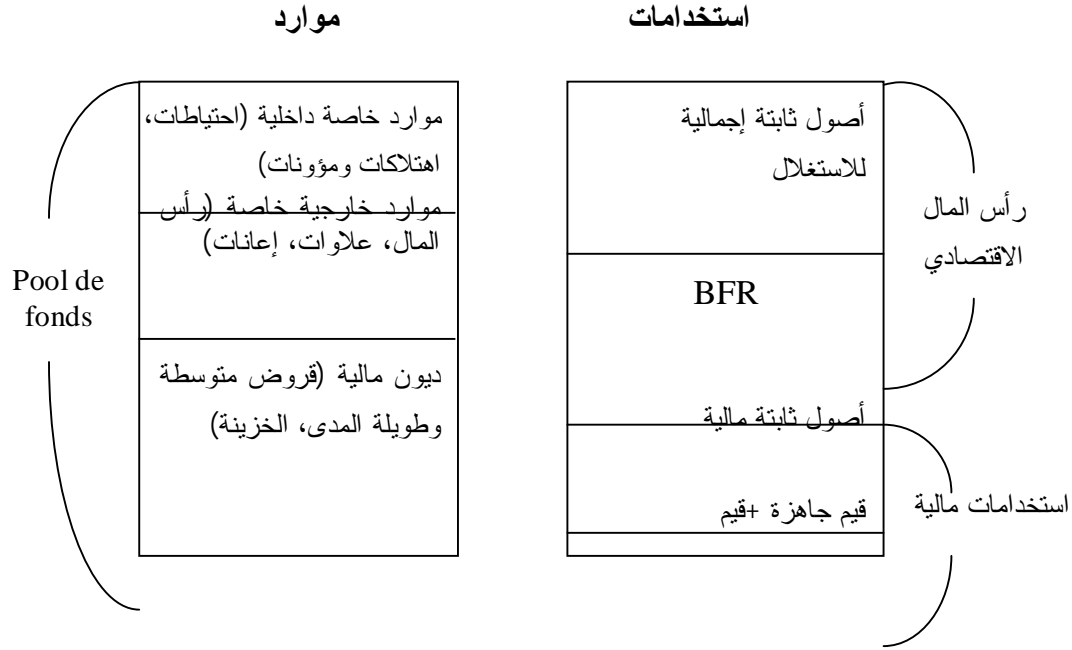 استخدامات
موارد
أصول ثابتة إجمالية
للاستغلال
BFR
أصول ثابتة مالية
قيم جاهزة +قيم
رأس المال
الاقتصادي
استخدامات مالية
موارد خاصة داخلية (احتياطات،
اهتلاكات ومؤونات)
موارد خارجية خاصة (رأس
المال، علاوات، إعانات)
ديون مالية (قروض متوسطة
وطويلة المدى، الخزينة)
Pool de
fonds